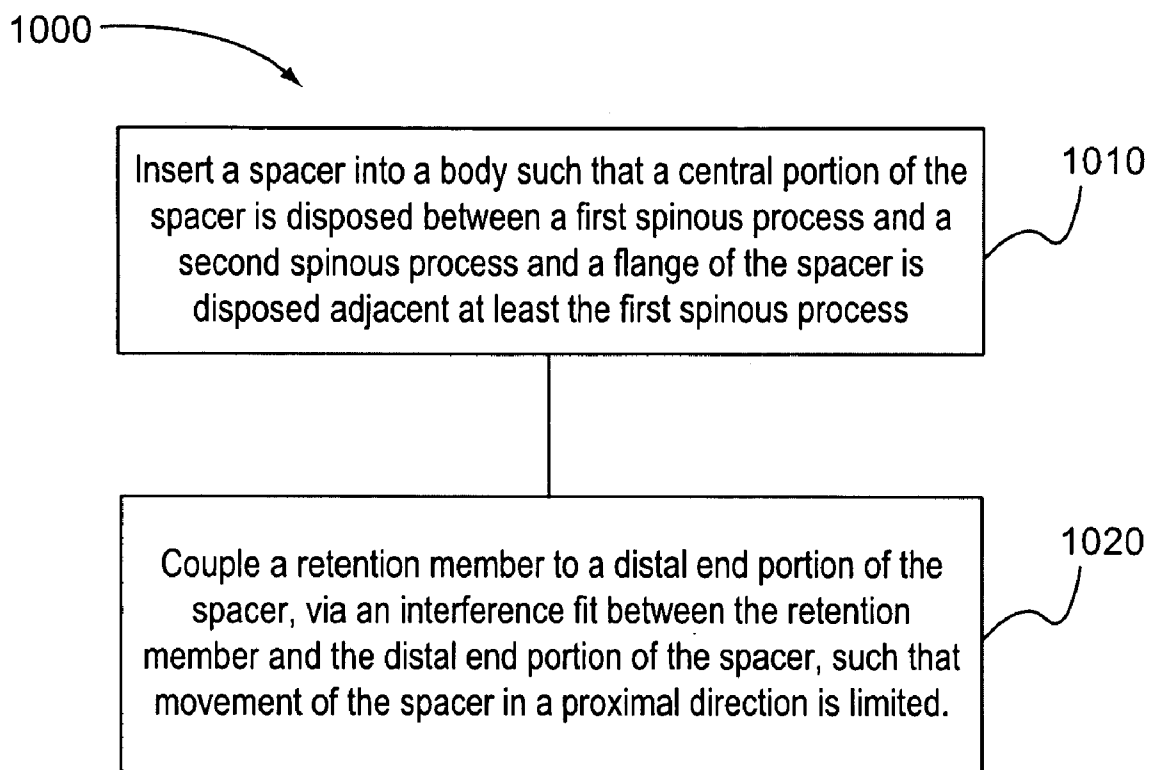 1000
Insert a spacer into a body such that a central portion of the
spacer is disposed between a first spinous process and a
second spinous process and a flange of the spacer is
disposed adjacent at least the first spinous process
1010
Couple a retention member to a distal end portion of the
spacer, via an interference fit between the retention
member and the distal end portion of the spacer, such that
movement of the spacer in a proximal direction is limited.
1020